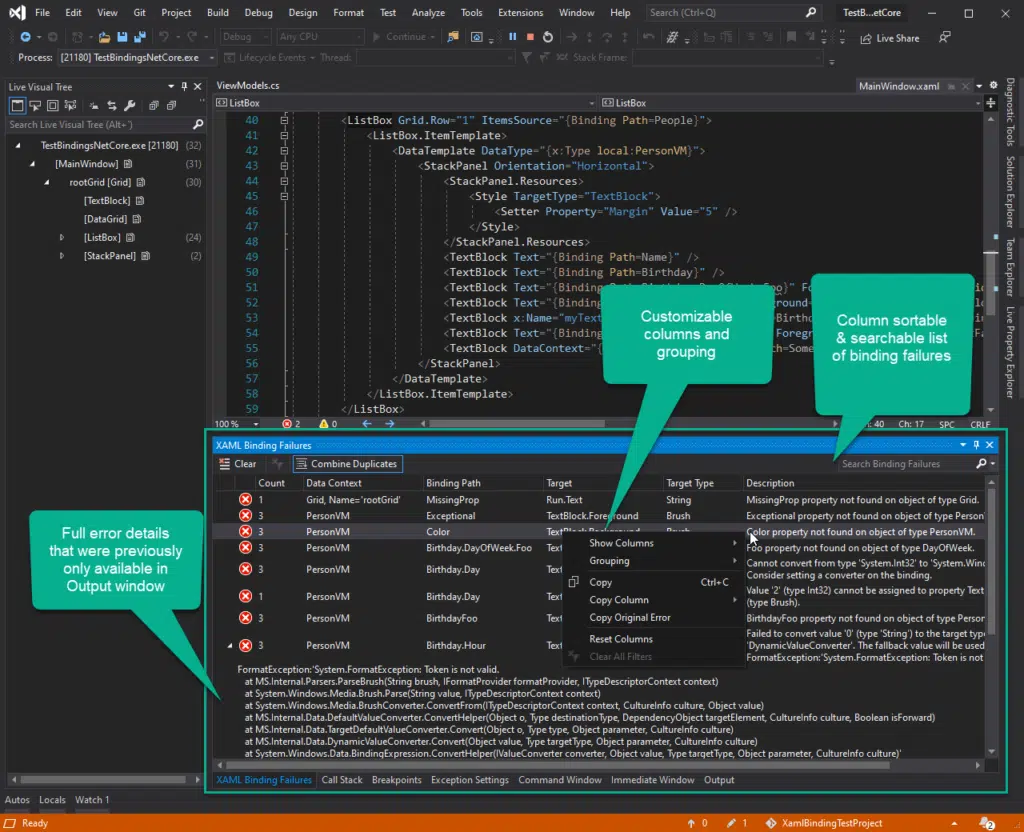 File Edit View Git Project Build Debug Design Format Test Analyze Tools Extensions Window Help Search (Ctrl+Q) TestB...etCore
Debug Any CPU Continue Live Share
Process: [21180] TestBindingsNetCore.exe Lifecycle Events Thread: Stack Frame:
Live Visual Tree
Search Live Visual Tree (Alt+')
TestBindingsNetCore.exe [21180] (32)
[MainWindow] (31)
rootGrid [Grid] (30)
[TextBlock]
[DataGrid]
[ListBox] (24)
[StackPanel] (2)
ViewModels.cs MainWindow.xaml
ListBox ListBox
40 <ListBox Grid.Row="1" ItemsSource="{Binding Path=People}">
41 <ListBox.ItemTemplate>
42 <DataTemplate DataType="{x:Type local:PersonVM}">
43 <StackPanel Orientation="Horizontal">
44 <StackPanel.Resources>
45 <Style TargetType="TextBlock">
46 <Setter Property="Margin" Value="5" />
47 </Style>
48 </StackPanel.Resources>
49 <TextBlock Text="{Binding Path=Name}" />
50 <TextBlock Text="{Binding Path=Birthday}" />
51 <TextBlock Text="{Binding
52 <TextBlock Text="{Bin
53 <TextBlock x:Name="myText
54 <TextBlock Text="{Bin Foregr
55 <TextBlock DataContext="{ h=Some
56 </StackPanel>
57 </DataTemplate>
58 </ListBox.ItemTemplate>
59 </ListBox>
100 % 2 0 Ln: 40 Ch: 17 SPC CRLF
Diagnostic Tools
Solution Explorer
Team Explorer
Live Property Explorer
Customizable
columns and
grouping
Column sortable
& searchable list
of binding failures
Full error details
that were previously
only available in
Output window
XAML Binding Failures
Clear Combine Duplicates Search Binding Failures
Count Data Context Binding Path Target Target Type Description
1 Grid, Name='rootGrid' MissingProp Run.Text String MissingProp property not found on object of type Grid.
3 PersonVM Exceptional TextBlock.Foreground Brush Exceptional property not found on object of type Person
3 PersonVM Color TextBlock.Background Brush Color property not found on object of type PersonVM.
3 PersonVM Birthday.DayOfWeek.Foo Text Foo property not found on object of type DayOfWeek.
3 PersonVM Birthday.Day Text Cannot convert from type 'System.Int32' to 'System.Wind
Consider setting a converter on the binding.
1 PersonVM Birthday.Day Text Value '2' (type Int32) cannot be assigned to property Text
(type Brush).
3 PersonVM BirthdayFoo Text BirthdayFoo property not found on object of type Person
3 PersonVM Birthday.Hour Text Failed to convert value '0' (type 'String') to the target type
'DynamicValueConverter'. The fallback value will be used
FormatException:'System.FormatException: Token is not
Show Columns
Grouping
Copy Ctrl+C
Copy Column
Copy Original Error
Reset Columns
Clear All Filters
FormatException:'System.FormatException: Token is not valid.
at MS.Internal.Parsers.ParseBrush(String brush, IFormatProvider formatProvider, ITypeDescriptorContext context)
at System.Windows.Media.Brush.Parse(String value, ITypeDescriptorContext context)
at System.Windows.Media.BrushConverter.ConvertFrom(ITypeDescriptorContext context, CultureInfo culture, Object value)
at MS.Internal.Data.DefaultValueConverter.ConvertHelper(Object o, Type destinationType, DependencyObject targetElement, CultureInfo culture, Boolean isForward)
at MS.Internal.Data.TargetDefaultValueConverter.Convert(Object o, Type type, Object parameter, CultureInfo culture)
at MS.Internal.Data.DynamicValueConverter.Convert(Object value, Type targetType, Object parameter, CultureInfo culture)
at System.Windows.Data.BindingExpression.ConvertHelper(IValueConverter converter, Object value, Type targetType, Object parameter, CultureInfo culture)'
XAML Binding Failures Call Stack Breakpoints Exception Settings Command Window Immediate Window Output
Autos Locals Watch 1
Ready 0 1 XamlBindingTestProject 2